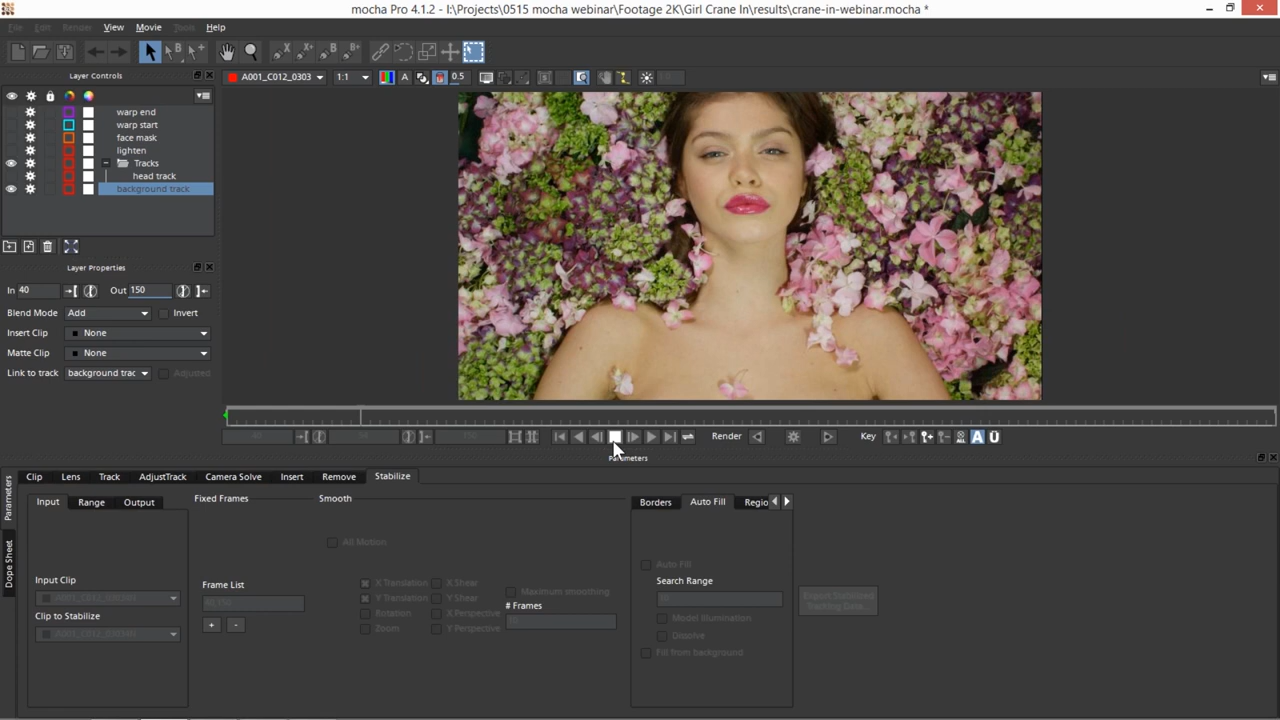 mocha Pro 4.1.2 - I:\Projects\0515 mocha webinar\Footage 2K\Girl Crane In\results\crane-in-webinar.mocha *
File Edit Render View Movie Tools Help
A001_C012_0303 1:1 0.5
Layer Controls
warp end
warp start
face mask
lighten
Tracks
head track
background track
Layer Properties
In 40 Out 150
Blend Mode Add Invert
Insert Clip None
Matte Clip None
Link to track background trac Adjusted
Render Key ALL A Ü
Parameters
Clip Lens Track AdjustTrack Camera Solve Insert Remove Stabilize
Parameters
Dope Sheet
Input Range Output
Input Clip
Clip to Stabilize
Fixed Frames
Frame List
+ -
Smooth
All Motion
X Translation X Shear
Y Translation Y Shear
Rotation X Perspective
Zoom Y Perspective
Maximum smoothing
# Frames
Borders Auto Fill Regio
Auto Fill
Search Range
Model Illumination
Dissolve
Fill from background
Export Stabilized
Tracking Data...